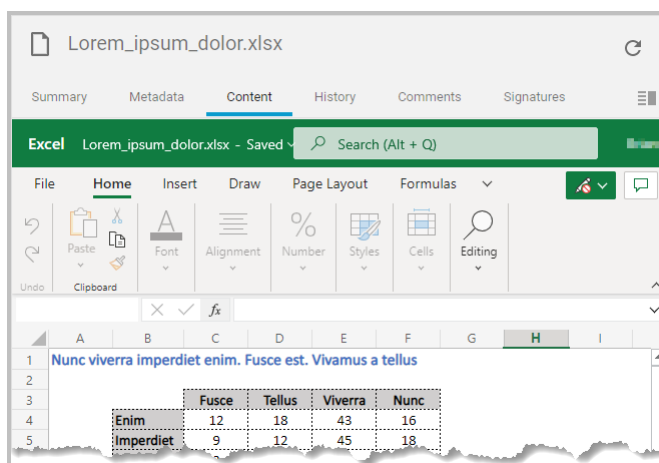 Lorem_ipsum_dolor.xlsx
Summary Metadata Content History Comments Signatures
Excel Lorem_ipsum_dolor.xlsx - Saved Search (Alt + Q)
File Home Insert Draw Page Layout Formulas
Paste Font Alignment Number Styles Cells Editing
Undo Clipboard
fx
A B C D E F G H I
1 Nunc viverra imperdiet enim. Fusce est. Vivamus a tellus
2
3 Fusce Tellus Viverra Nunc
4 Enim 12 18 43 16
5 Imperdiet 9 12 45 18